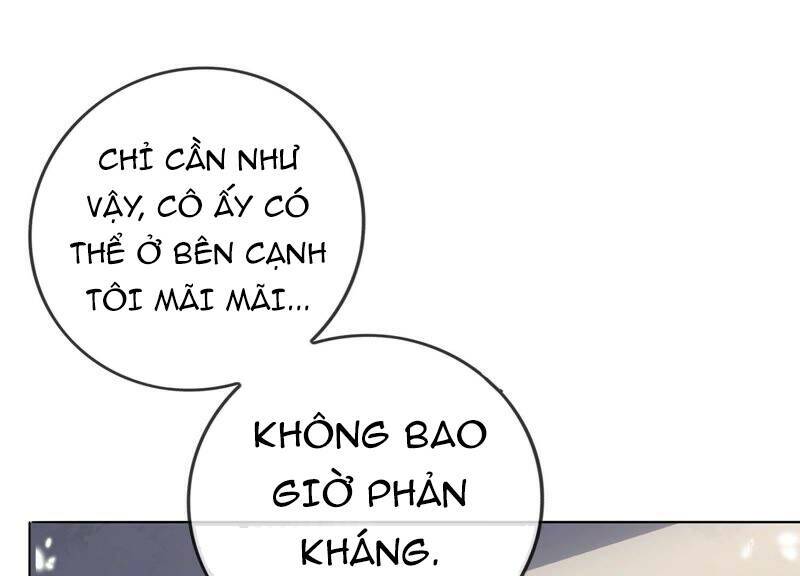 CHỈ CẦN NHƯ
VẬY, CÔ ẤY CÓ
THỂ Ở BÊN CẠNH
TÔI MÃI MÃI...
KHÔNG BAO
GIỜ PHẢN
KHÁNG.